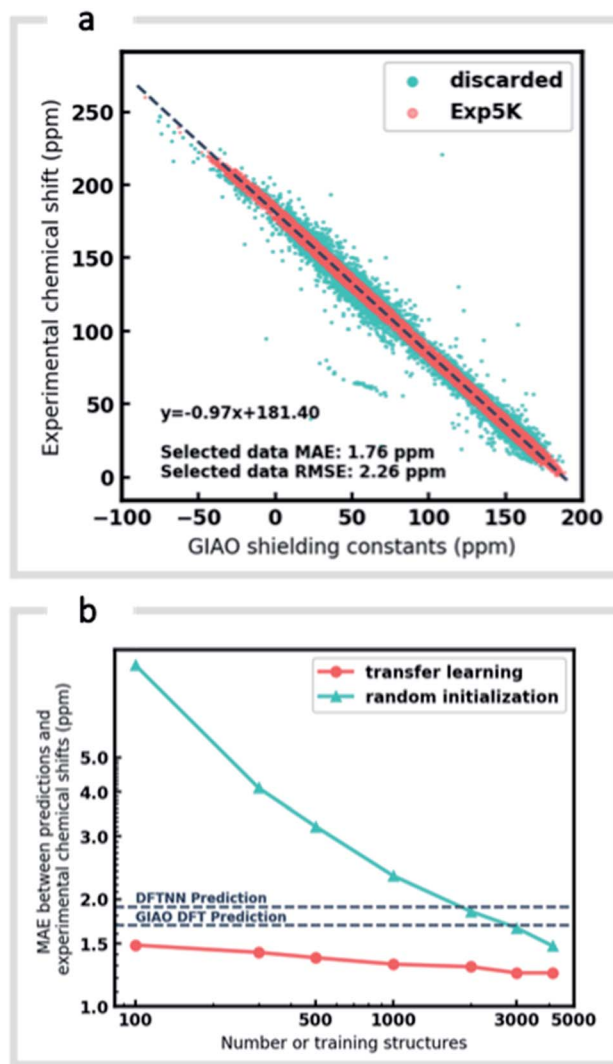 a
discarded
Exp5K
Experimental chemical shift (ppm)
250
200
150
100
50
0
y=-0.97x+181.40
Selected data MAE: 1.76 ppm
Selected data RMSE: 2.26 ppm
−100 −50 0 50 100 150 200
GIAO shielding constants (ppm)
b
transfer learning
random initialization
MAE between predictions and
experimental chemical shifts (ppm)
5.0
4.0
3.0
2.0
1.5
1.0
DFTNN Prediction
GIAO DFT Prediction
100 500 1000 3000 5000
Number or training structures